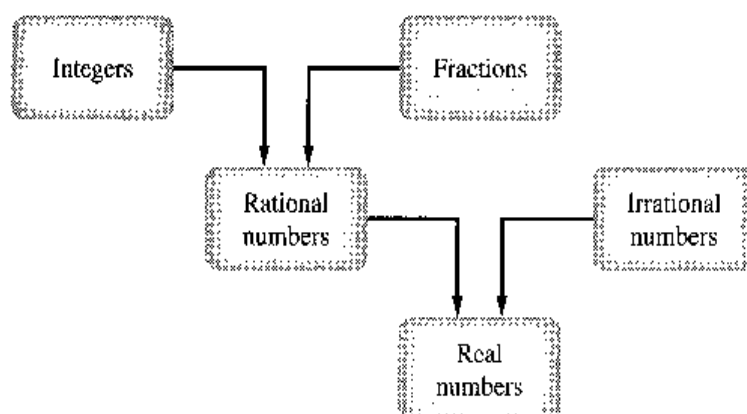 Integers
Fractions
Rational
numbers
Irrational
numbers
Real
numbers